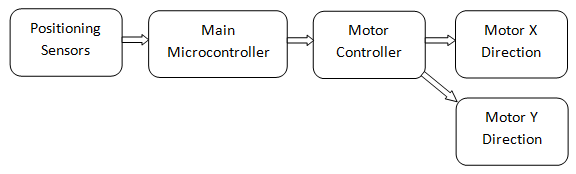 Positioning
Sensors
Main
Microcontroller
Motor
Controller
Motor X
Direction
Motor Y
Direction